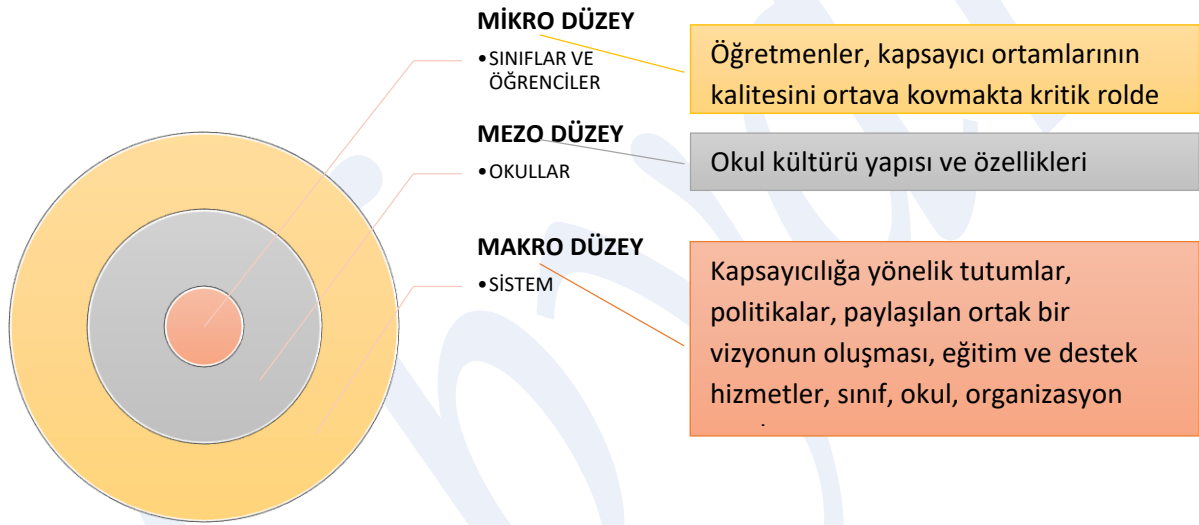 MİKRO DÜZEY
•SINIFLAR VE
ÖĞRENCİLER
Öğretmenler, kapsayıcı ortamlarının
kalitesini ortava kovmakta kritik rolde
MEZO DÜZEY
•OKULLAR
Okul kültürü yapısı ve özellikleri
MAKRO DÜZEY
•SİSTEM
Kapsayıcılığa yönelik tutumlar,
politikalar, paylaşılan ortak bir
vizyonun oluşması, eğitim ve destek
hizmetler, sınıf, okul, organizasyon